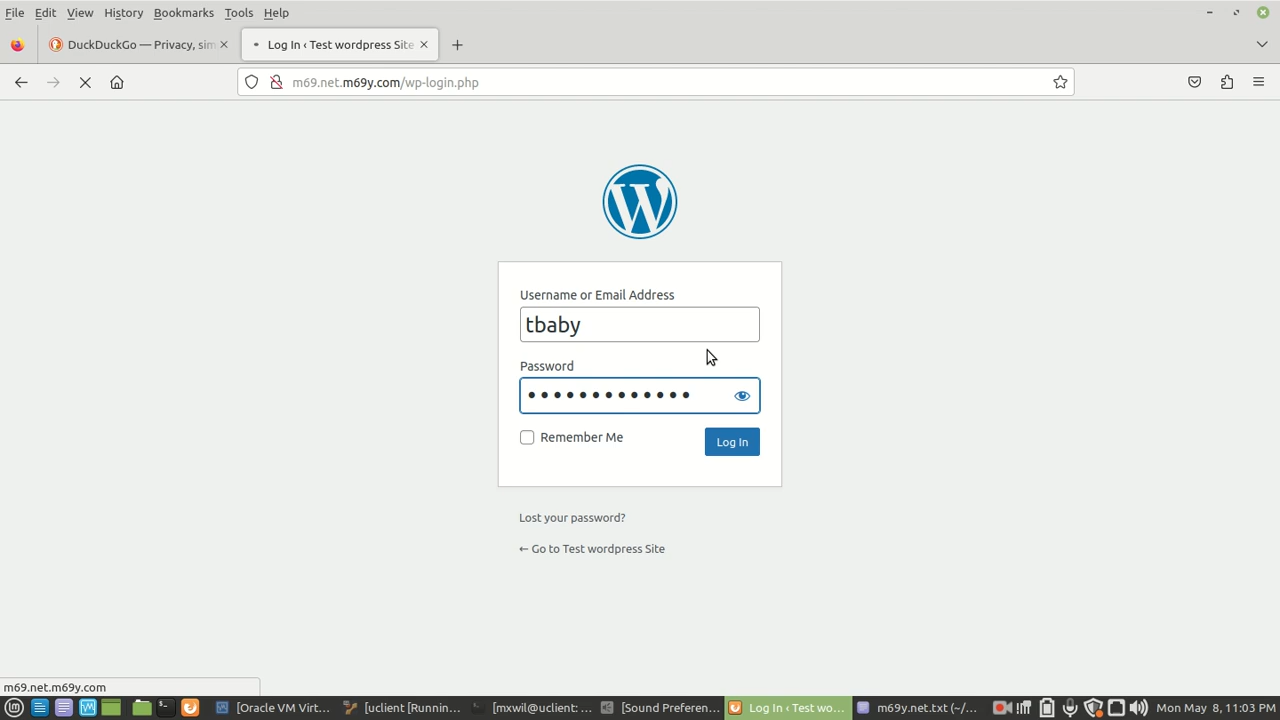 File Edit View History Bookmarks Tools Help
DuckDuckGo — Privacy, sim
Log In ‹ Test wordpress Site
m69.net.m69y.com/wp-login.php
Username or Email Address
tbaby
Password
Remember Me
Log In
Lost your password?
← Go to Test wordpress Site
m69.net.m69y.com
[Oracle VM Virt... [uclient [Runnin... [mxwil@uclient: ... [Sound Preferen... Log In ‹ Test wo... m69y.net.txt (~/... Mon May 8, 11:03 PM